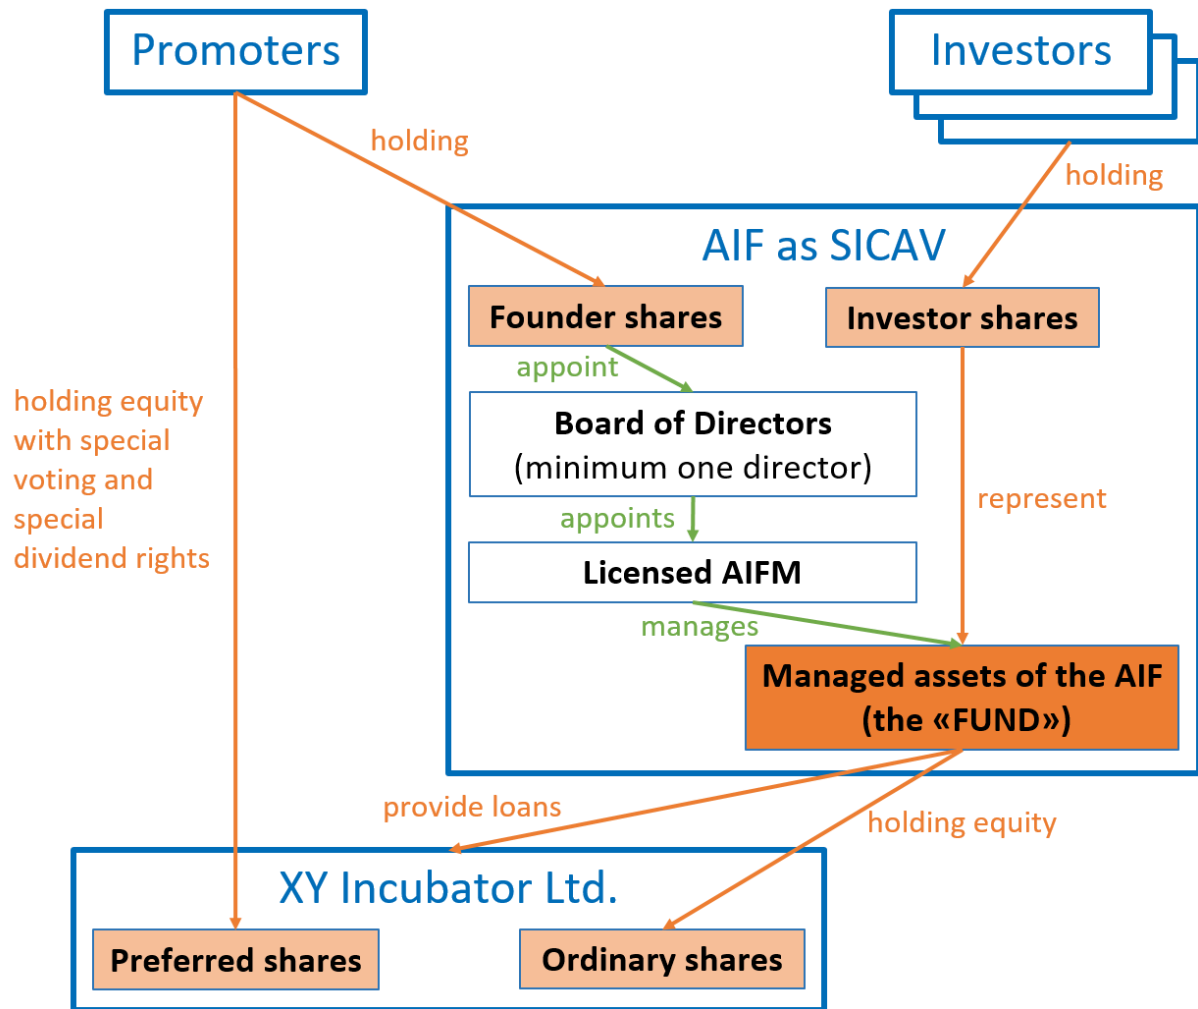 Promoters
Investors
holding
holding
AIF as SICAV
Founder shares
Investor shares
appoint
holding equity
with special
voting and
special
dividend rights
Board of Directors
(minimum one director)
represent
appoints
Licensed AIFM
manages
Managed assets of the AIF
(the «FUND»)
provide loans
holding equity
XY Incubator Ltd.
Preferred shares
Ordinary shares